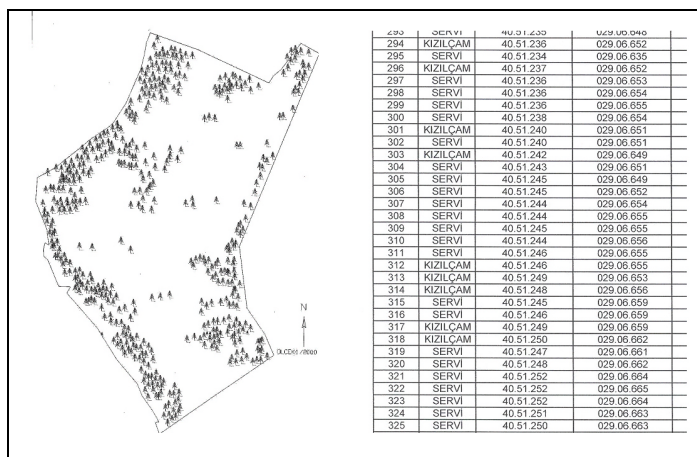 N
293 SERVİ 40.51.235 029.06.648
294 KIZILÇAM 40.51.236 029.06.652
295 SERVİ 40.51.234 029.06.635
296 KIZILÇAM 40.51.237 029.06.652
297 SERVİ 40.51.236 029.06.653
298 SERVİ 40.51.236 029.06.654
299 SERVİ 40.51.236 029.06.655
300 SERVİ 40.51.238 029.06.654
301 KIZILÇAM 40.51.240 029.06.651
302 SERVİ 40.51.240 029.06.651
303 KIZILÇAM 40.51.242 029.06.649
304 SERVİ 40.51.243 029.06.651
305 SERVİ 40.51.245 029.06.649
306 SERVİ 40.51.245 029.06.652
307 SERVİ 40.51.244 029.06.654
308 SERVİ 40.51.244 029.06.655
309 SERVİ 40.51.245 029.06.655
310 SERVİ 40.51.244 029.06.656
311 SERVİ 40.51.246 029.06.655
312 KIZILÇAM 40.51.246 029.06.655
313 KIZILÇAM 40.51.249 029.06.653
314 KIZILÇAM 40.51.248 029.06.656
315 SERVİ 40.51.245 029.06.659
316 SERVİ 40.51.246 029.06.659
317 KIZILÇAM 40.51.249 029.06.659
318 KIZILÇAM 40.51.250 029.06.662
319 SERVİ 40.51.247 029.06.661
320 SERVİ 40.51.248 029.06.662
321 SERVİ 40.51.252 029.06.664
322 SERVİ 40.51.252 029.06.665
323 SERVİ 40.51.252 029.06.664
324 SERVİ 40.51.251 029.06.663
325 SERVİ 40.51.250 029.06.663